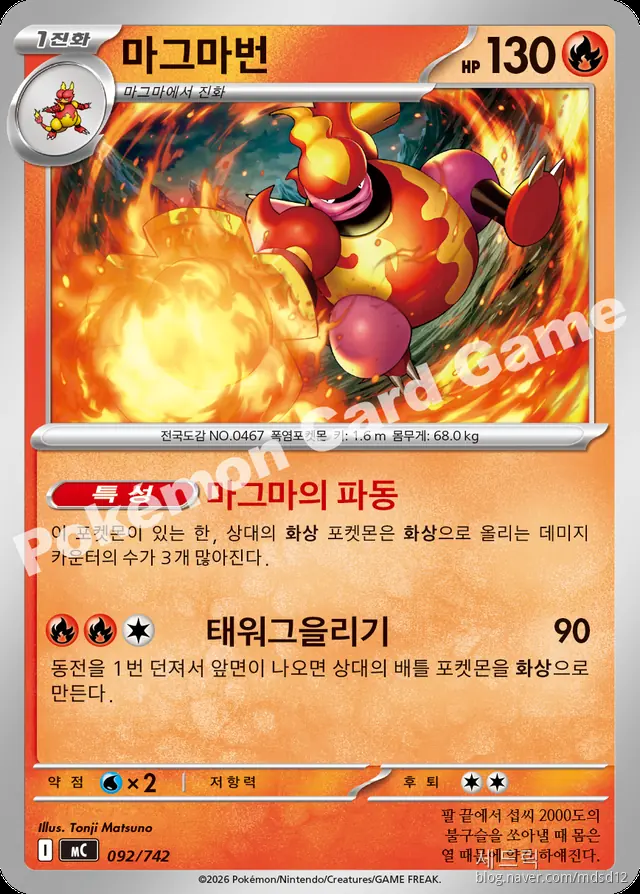 1진화
마그마번
HP 130
마그마에서 진화
전국도감 NO.0467 폭염포켓몬 키: 1.6 m 몸무게: 68.0 kg
Pokémon Card Game
특성 마그마의 파동
이 포켓몬이 있는 한, 상대의 화상 포켓몬은 화상으로 올리는 데미지
카운터의 수가 3개 많아진다.
태워그을리기 90
동전을 1번 던져서 앞면이 나오면 상대의 배틀 포켓몬을 화상으로
만든다.
약점 ×2 저항력 후퇴
Illus. Tonji Matsuno
I mC 092/742
팔 끝에서 섭씨 2000도의
불구슬을 쏘아낼 때 몸은
열 때문에 하얘진다.
세드릭
blog.naver.com/mdsd12
©2026 Pokémon/Nintendo/Creatures/GAME FREAK.